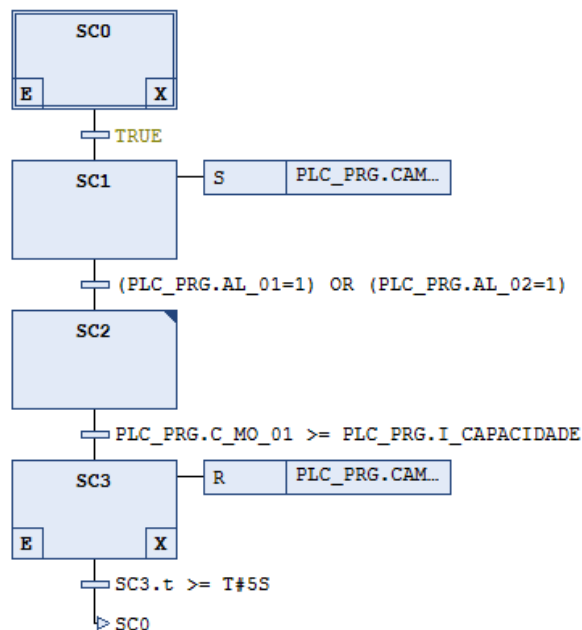 SC0
E X
TRUE
SC1 S PLC_PRG.CAM...
(PLC_PRG.AL_01=1) OR (PLC_PRG.AL_02=1)
SC2
PLC_PRG.C_MO_01 >= PLC_PRG.I_CAPACIDADE
SC3 R PLC_PRG.CAM...
E X
SC3.t >= T#5S
SC0